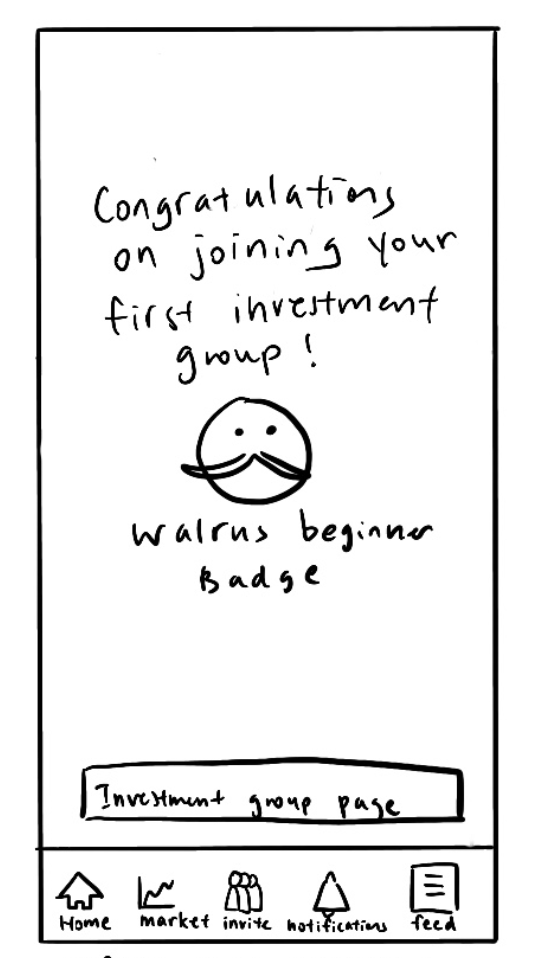 Congratulations
on joining your
first investment
group!
walrus beginner
Badge
Investment group page
Home market invite notifications feed